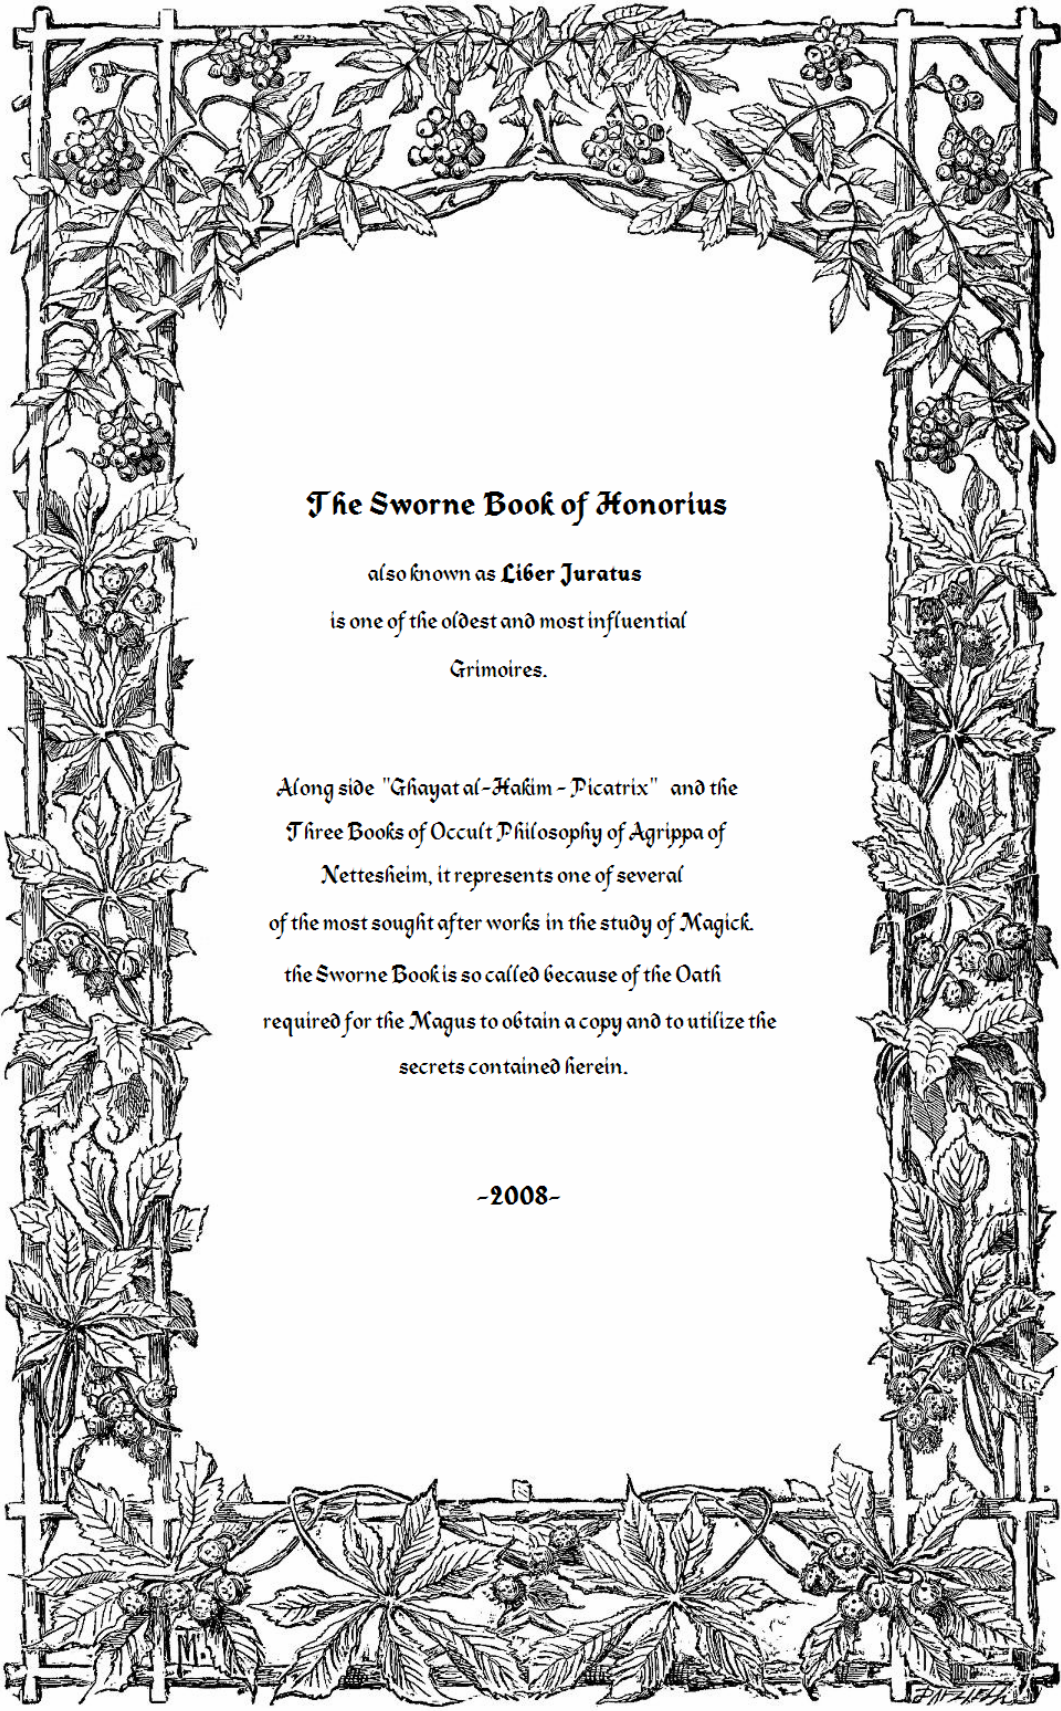 The Sworne Book of Honorius
also known as Liber Juratus
is one of the oldest and most influential
Grimoires.
Along side "Ghayat al-Hakim - Picatrix" and the
Three Books of Occult Philosophy of Agrippa of
Nettesheim, it represents one of several
of the most sought after works in the study of Magick.
the Sworne Book is so called because of the Oath
required for the Magus to obtain a copy and to utilize the
secrets contained herein.
-2008-